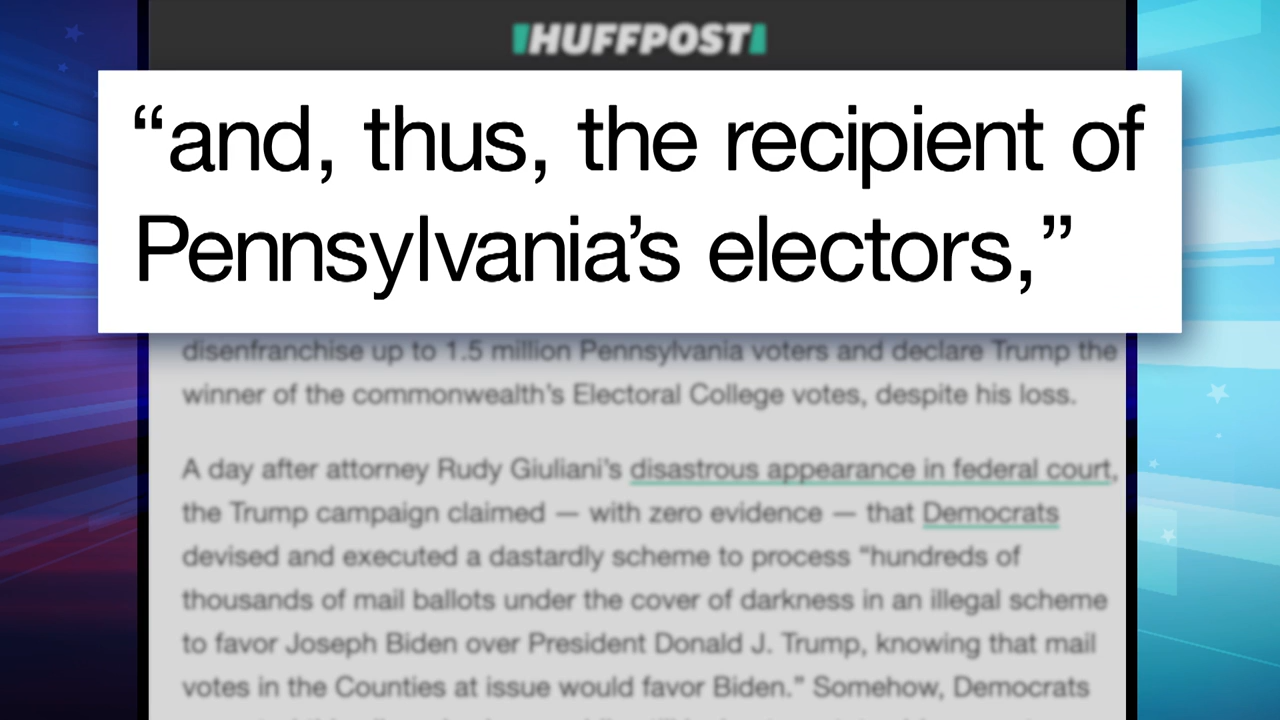 HUFFPOST
“and, thus, the recipient of
Pennsylvania’s electors,”
disenfranchise up to 1.5 million Pennsylvania voters and declare Trump the
winner of the commonwealth’s Electoral College votes, despite his loss.
A day after attorney Rudy Giuliani’s disastrous appearance in federal court,
the Trump campaign claimed — with zero evidence — that Democrats
devised and executed a dastardly scheme to process “hundreds of
thousands of mail ballots under the cover of darkness in an illegal scheme
to favor Joseph Biden over President Donald J. Trump, knowing that mail
votes in the Counties at issue would favor Biden.” Somehow, Democrats